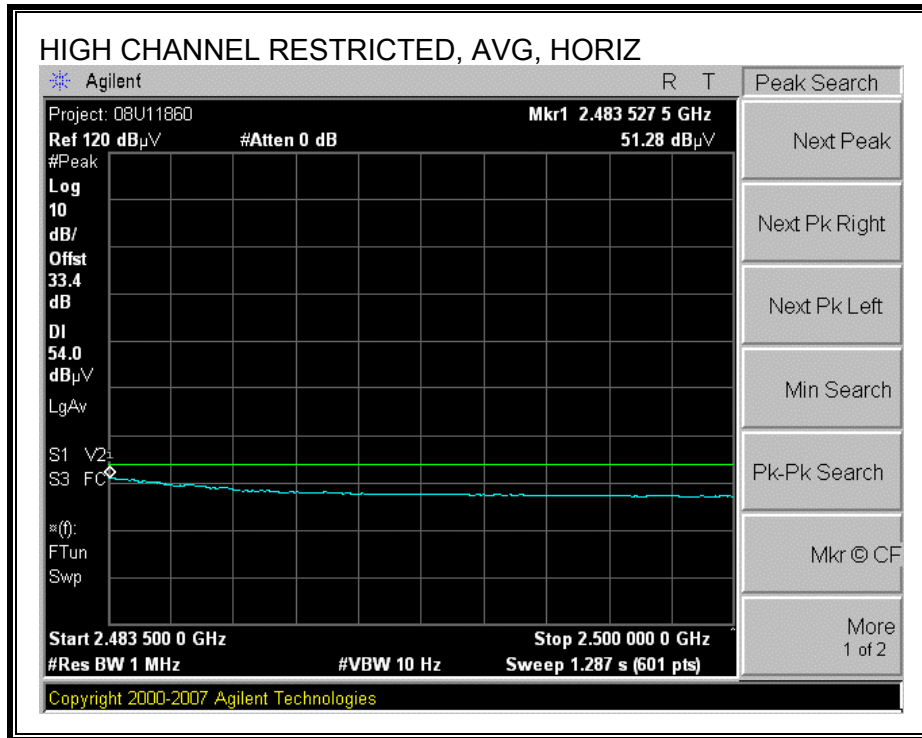 HIGH CHANNEL RESTRICTED, AVG, HORIZ
Agilent R T Peak Search
Project: 08U11860 Mkr1 2.483 527 5 GHz
Ref 120 dBµV #Atten 0 dB 51.28 dBµV
#Peak
Log
10
dB/
Offst
33.4
dB
DI
54.0
dBµV
LgAv
S1 V2
S3 FC
1
¤(f):
FTun
Swp
Start 2.483 500 0 GHz Stop 2.500 000 0 GHz ^
#Res BW 1 MHz #VBW 10 Hz Sweep 1.287 s (601 pts)
Copyright 2000-2007 Agilent Technologies
Next Peak
Next Pk Right
Next Pk Left
Min Search
Pk-Pk Search
Mkr © CF
More
1 of 2